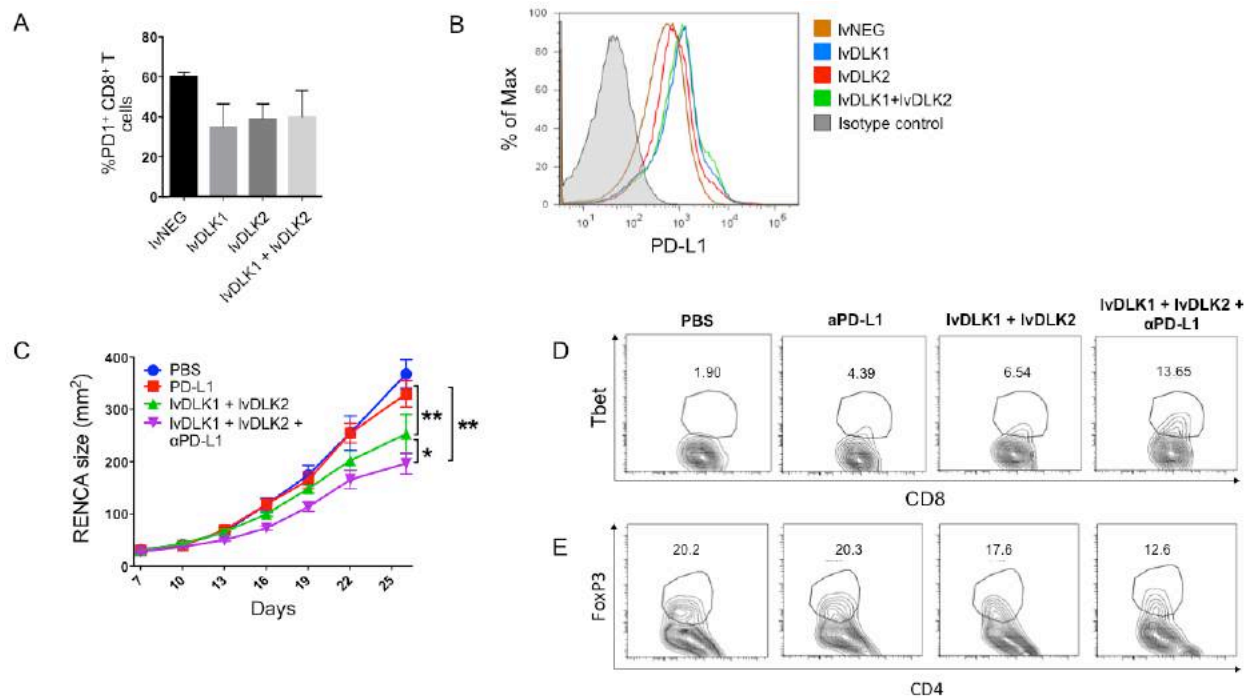 A
%PD1+ CD8+ T
cells
80
60
40
20
0
lvNEG
lvDLK1
lvDLK2
lvDLK1 + lvDLK2
B
% of Max
100
80
60
40
20
0
10¹
10²
10³
10⁴
10⁵
PD-L1
lvNEG
lvDLK1
lvDLK2
lvDLK1+lvDLK2
Isotype control
C
RENCA size (mm²)
400
300
200
100
0
PBS
PD-L1
lvDLK1 + lvDLK2
lvDLK1 + lvDLK2 +
αPD-L1
**
*
**
7
10
13
16
19
22
25
Days
D
PBS
aPD-L1
lvDLK1 + lvDLK2
lvDLK1 + lvDLK2 +
αPD-L1
Tbet
1.90
4.39
6.54
13.65
CD8
E
FoxP3
20.2
20.3
17.6
12.6
CD4